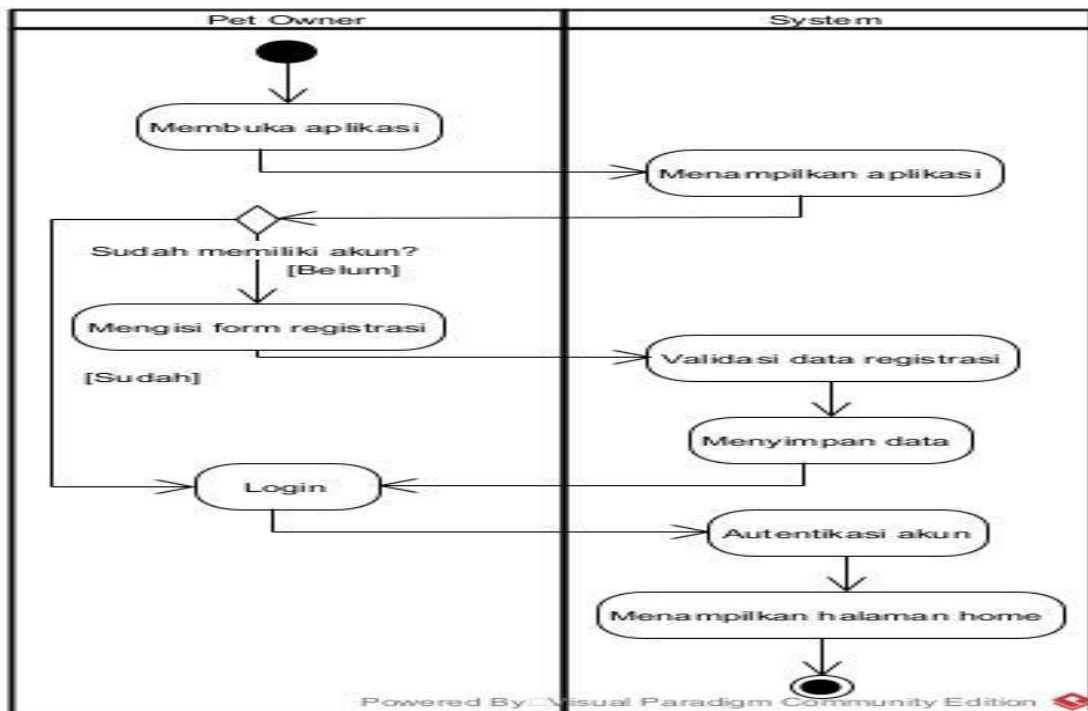 Pet Owner
System
Membuka aplikasi
Menampilkan aplikasi
Sudah memiliki akun?
[Belum]
Mengisi form registrasi
Validasi data registrasi
[Sudah]
Menyimpan data
Login
Autentikasi akun
Menampilkan halaman home
Powered By Visual Paradigm Community Edition